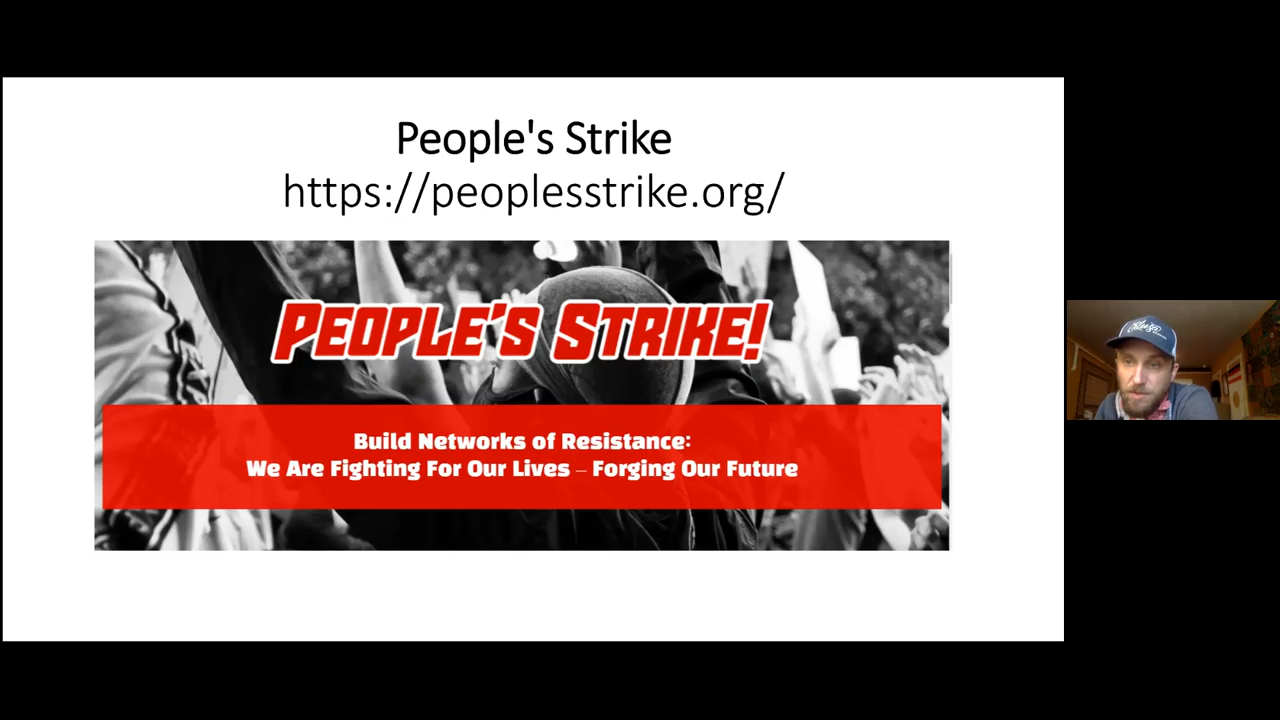 People's Strike
https://peoplesstrike.org/
PEOPLE'S STRIKE!
Build Networks of Resistance:
We Are Fighting For Our Lives – Forging Our Future